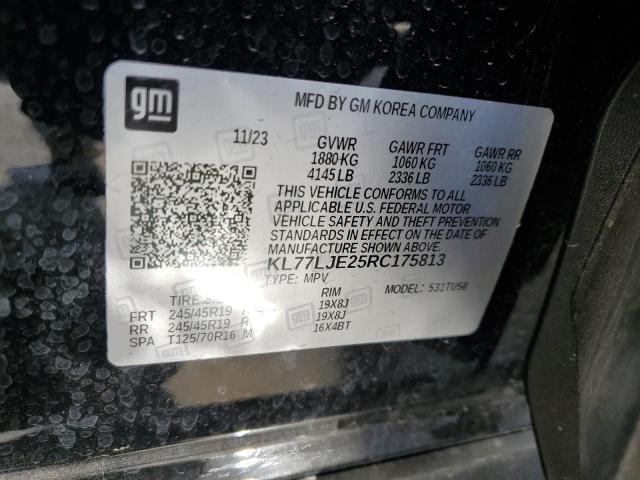 gm
MFD BY GM KOREA COMPANY
11/23 GVWR GAWR FRT GAWR RR
1880 KG 1060 KG 1060 KG
4145 LB 2336 LB 2336 LB
THIS VEHICLE CONFORMS TO ALL
APPLICABLE U.S. FEDERAL MOTOR
VEHICLE SAFETY AND THEFT PREVENTION
STANDARDS IN EFFECT ON THE DATE OF
MANUFACTURE SHOWN ABOVE.
KL77LJE25RC175813
TYPE: MPV MODEL: 531TU58
TIRE SIZE RIM
FRT 245/45R19 19X8J
RR 245/45R19 H 19X8J
SPA T125/70R16 M 16X4BT